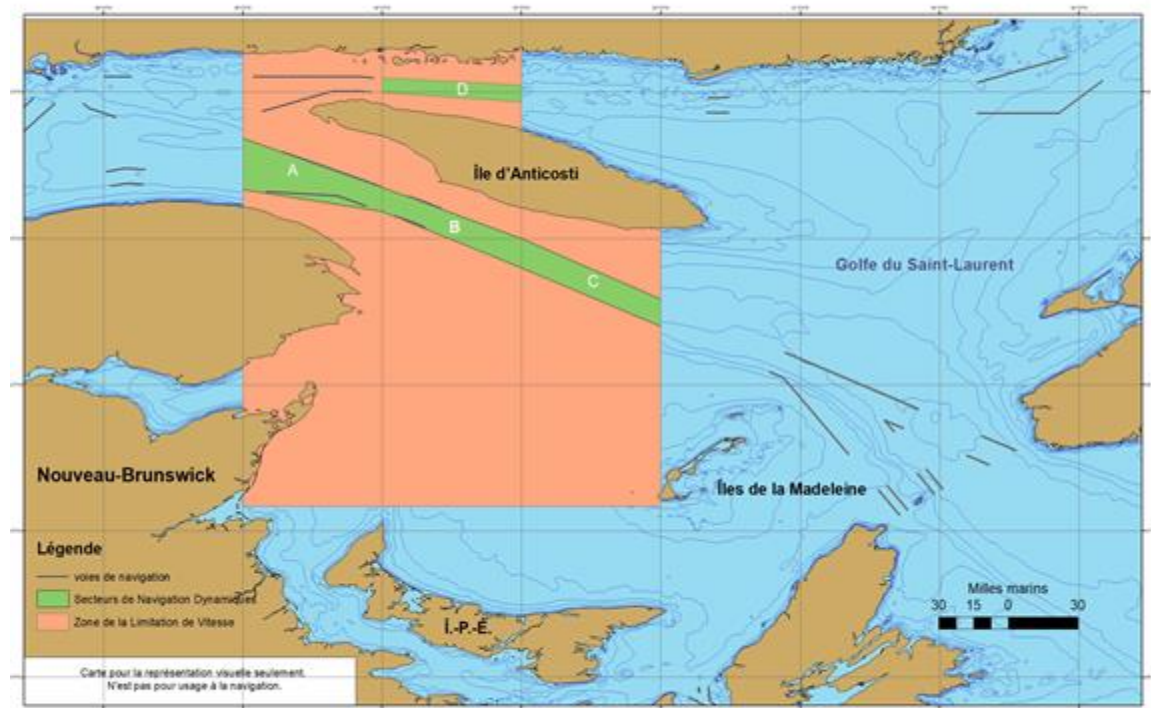 D
A
Île d'Anticosti
B
Golfe du Saint-Laurent
C
Nouveau-Brunswick
Îles de la Madeleine
Légende
voies de navigation
Secteurs de Navigation Dynamiques
Zone de la Limitation de Vitesse
Milles marins
30 15 0 30
Î.-P.-É.
Carte pour la représentation visuelle seulement.
N'est pas pour usage à la navigation.